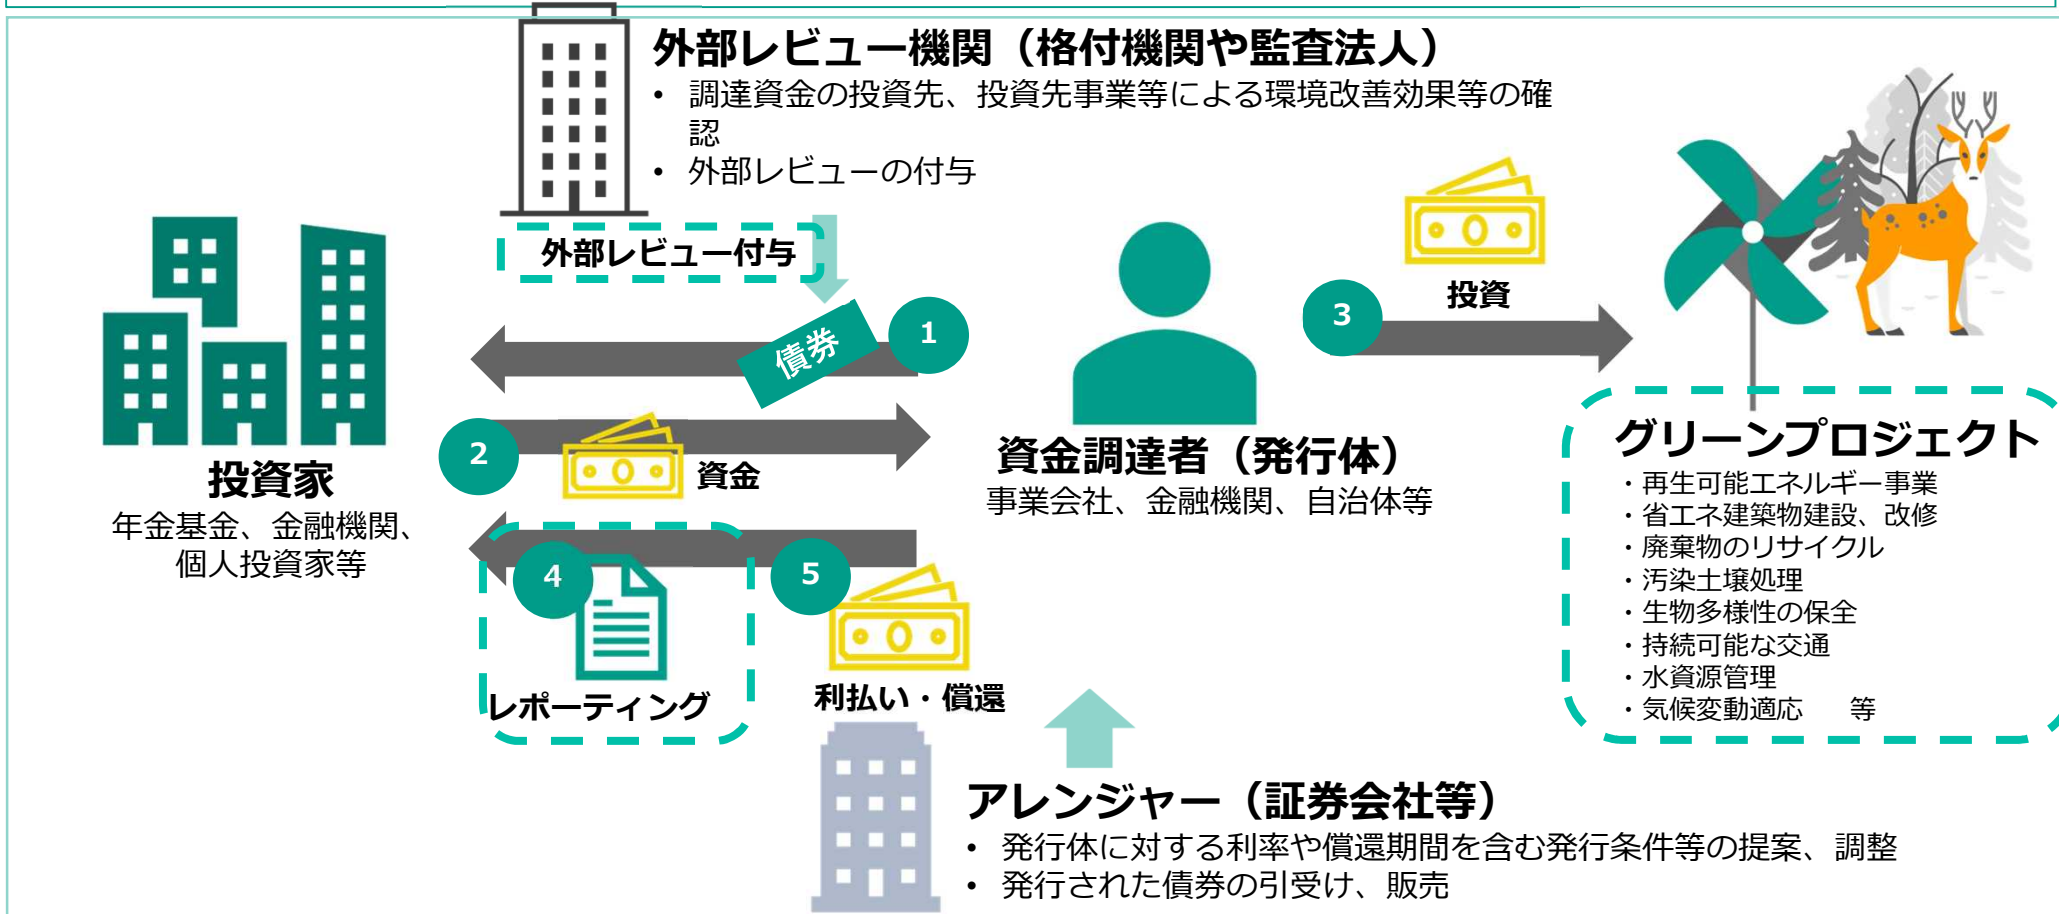 外部レビュー機関（格付機関や監査法人）
• 調達資金の投資先、投資先事業等による環境改善効果等の確
認
• 外部レビューの付与
外部レビュー付与
債券
1
2
資金
3
投資
投資家
年金基金、金融機関、
個人投資家等
資金調達者（発行体）
事業会社、金融機関、自治体等
4
レポーティング
5
利払い・償還
グリーンプロジェクト
・再生可能エネルギー事業
・省エネ建築物建設、改修
・廃棄物のリサイクル
・汚染土壌処理
・生物多様性の保全
・持続可能な交通
・水資源管理
・気候変動適応　等
アレンジャー（証券会社等）
• 発行体に対する利率や償還期間を含む発行条件等の提案、調整
• 発行された債券の引受け、販売